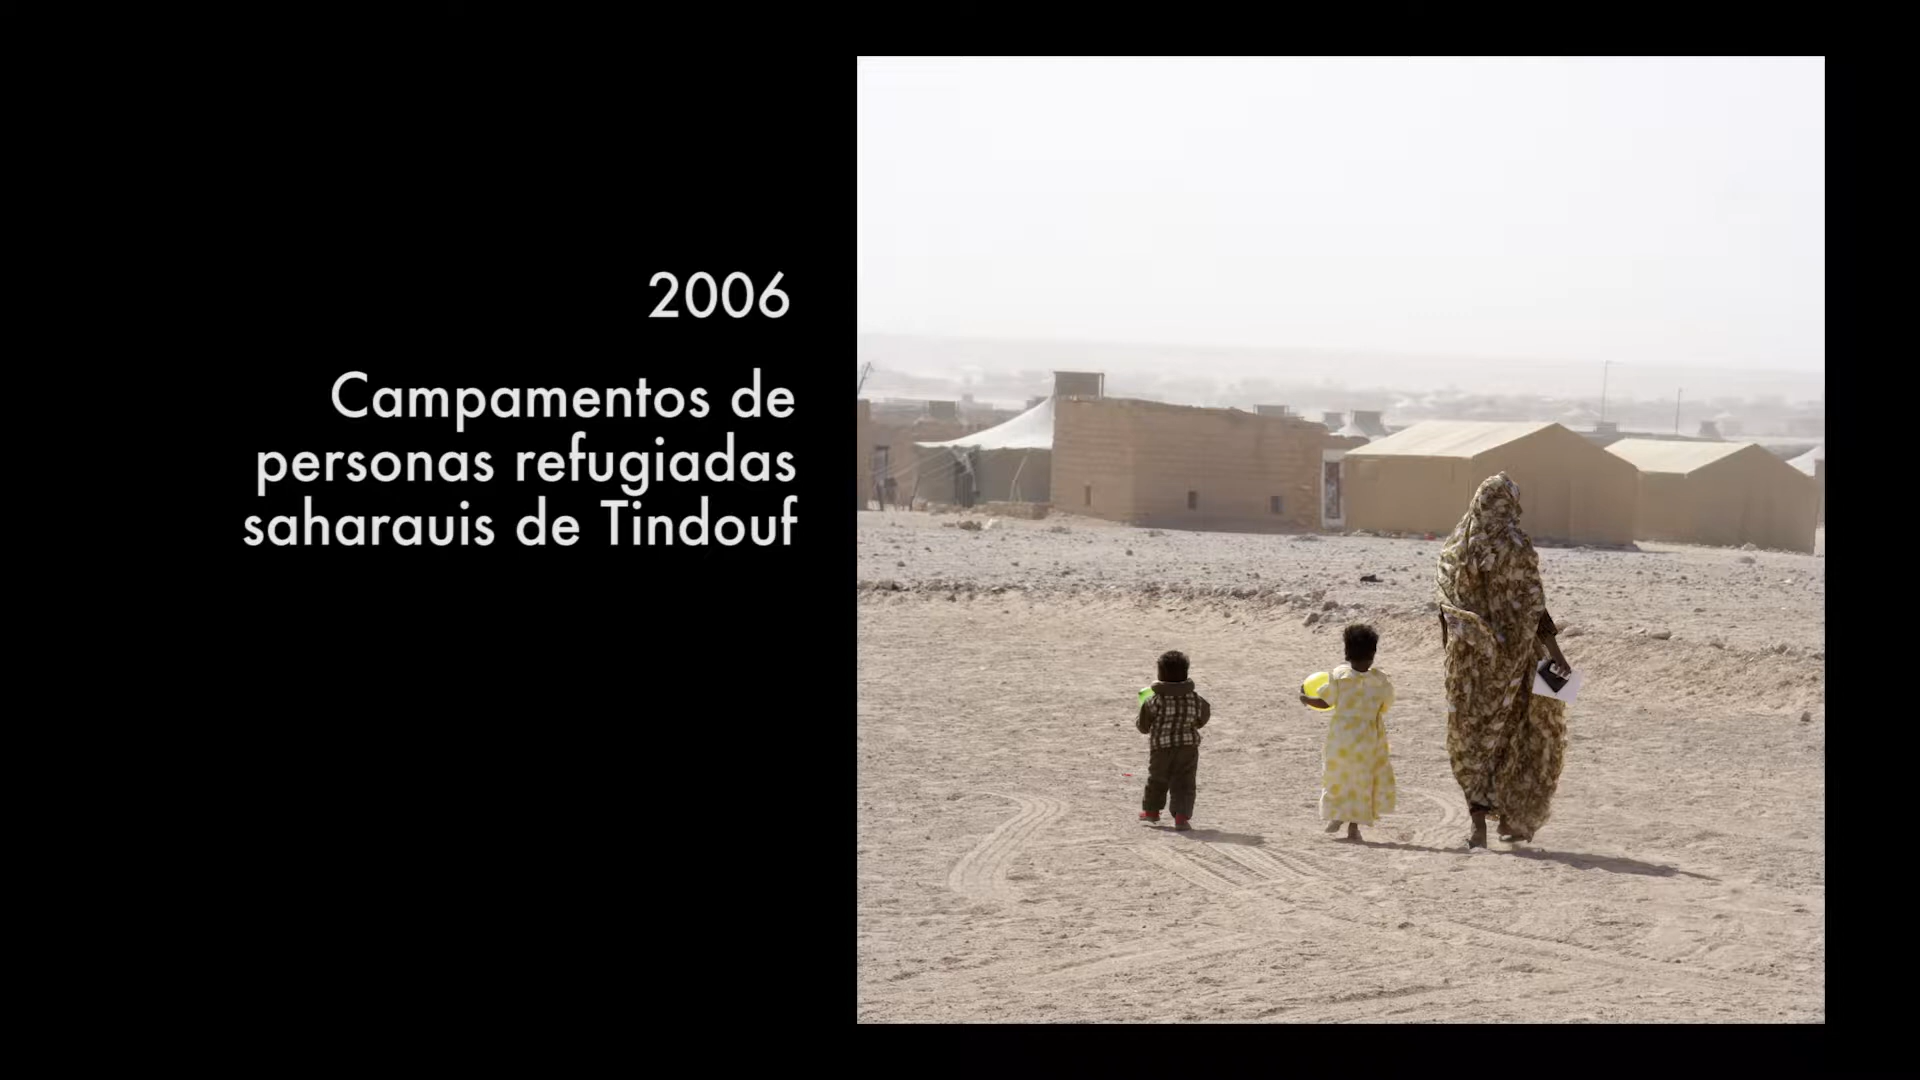 2006
Campamentos de
personas refugiadas
saharauis de Tindouf